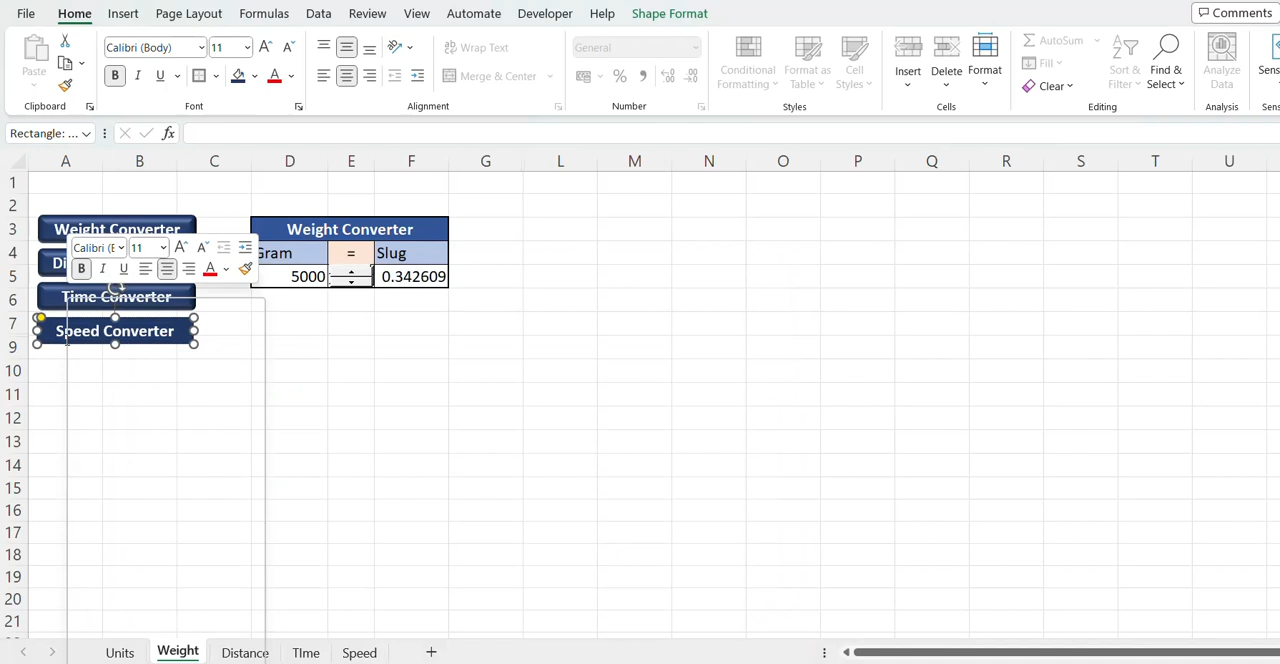 File Home Insert Page Layout Formulas Data Review View Automate Developer Help Shape Format Comments
Paste Calibri (Body) 11 Wrap Text General Conditional Formatting Format as Table Cell Styles Insert Delete Format AutoSum Fill Clear Sort & Filter Find & Select Analyze Data
B I U A Merge & Center % 9
Clipboard Font Alignment Number Styles Cells Editing Analysis
Rectangle: ... fx
A B C D E F G L M N O P Q R S T U
1
2
3 Weight Converter Weight Converter
Calibri (E 11
4 Di Gram = Slug
B I U A
5 5000 0.342609
6 Time Converter
7 Speed Converter
9
10
11
12
13
14
15
16
17
18
19
20
21
Units Weight Distance TIme Speed +